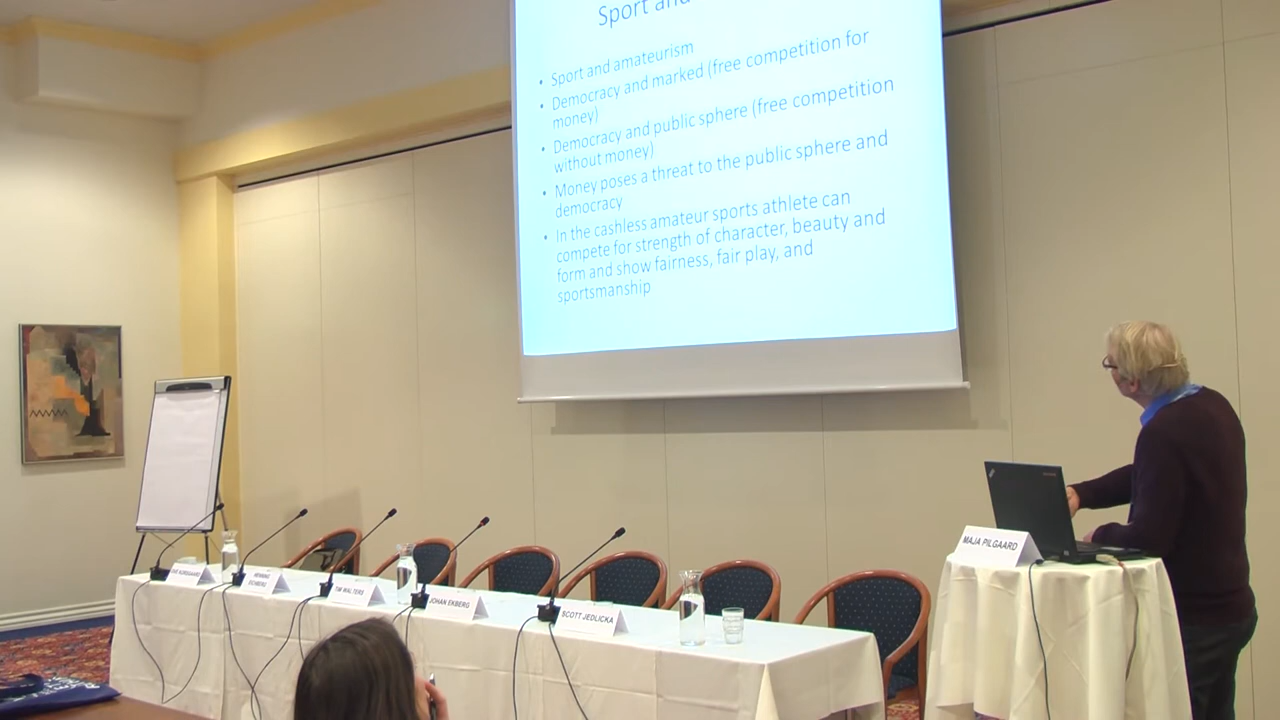 Sport and
• Sport and amateurism
• Democracy and marked (free competition for
money)
• Democracy and public sphere (free competition
without money)
• Money poses a threat to the public sphere and
democracy
• In the cashless amateur sports athlete can
compete for strength of character, beauty and
form and show fairness, fair play, and
sportsmanship
MAJA PILGAARD
KORSGAARD
HENNING
EICHBERG
TIM WALTERS
JOHAN EKBERG
SCOTT JEDLICKA